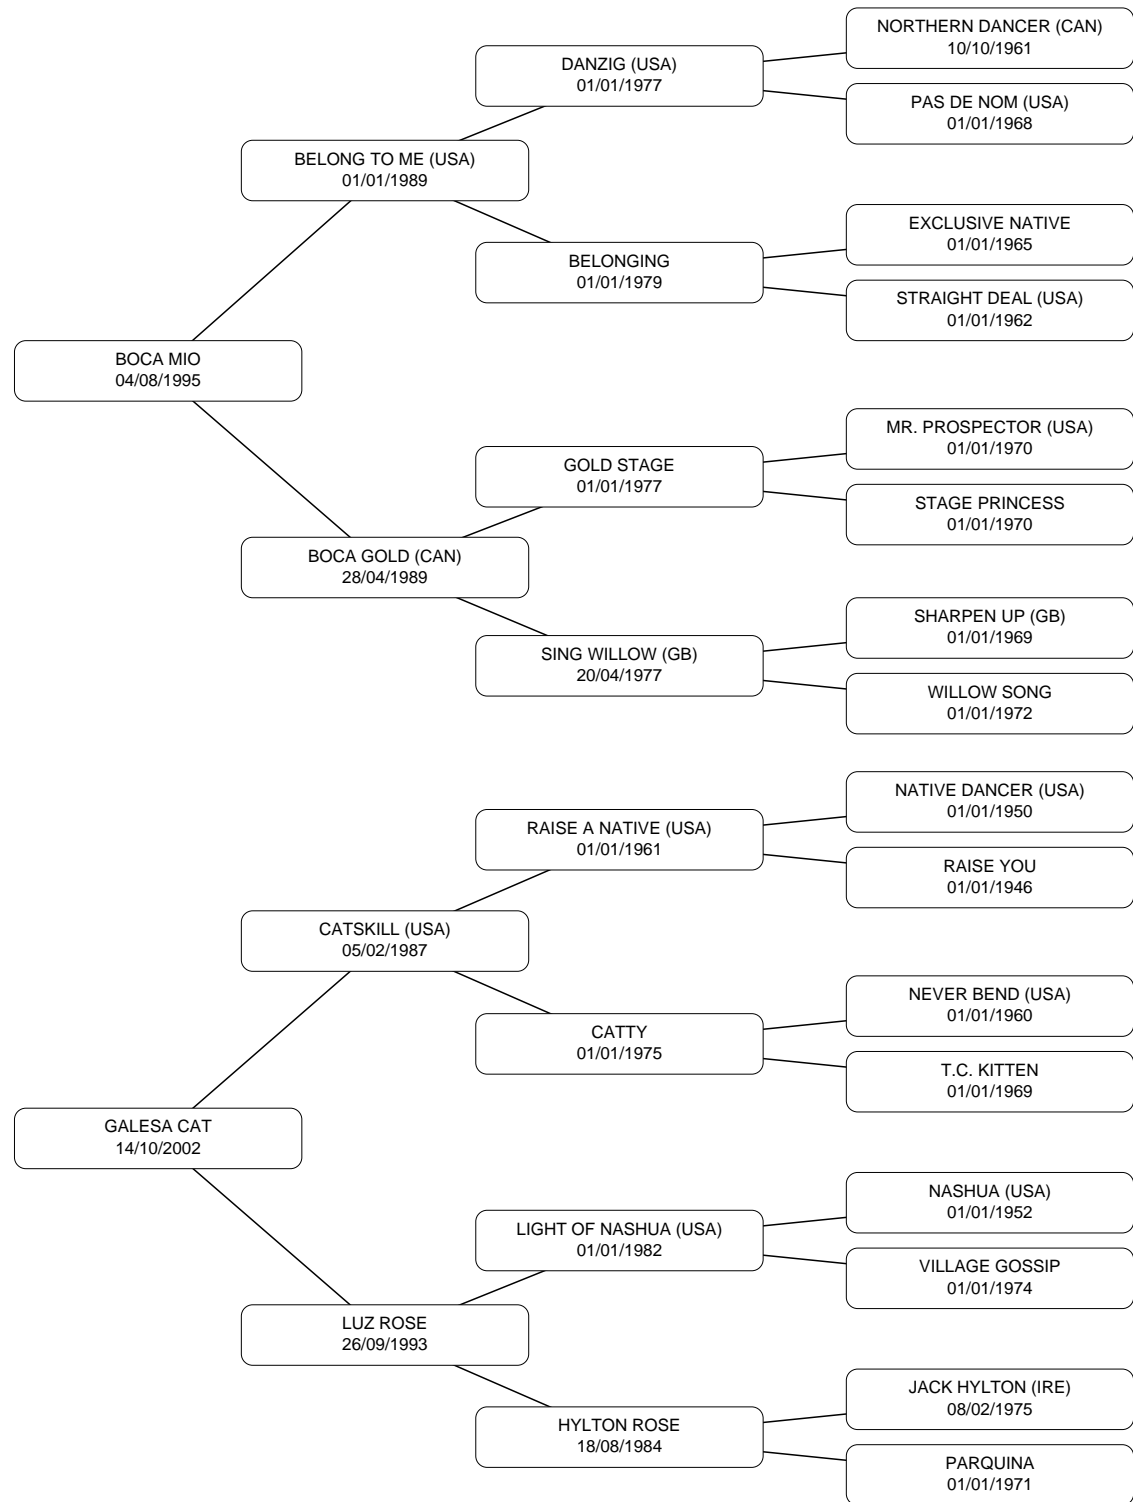 NORTHERN DANCER (CAN)
10/10/1961
DANZIG (USA)
01/01/1977
PAS DE NOM (USA)
01/01/1968
BELONG TO ME (USA)
01/01/1989
EXCLUSIVE NATIVE
01/01/1965
BELONGING
01/01/1979
STRAIGHT DEAL (USA)
01/01/1962
BOCA MIO
04/08/1995
MR. PROSPECTOR (USA)
01/01/1970
GOLD STAGE
01/01/1977
STAGE PRINCESS
01/01/1970
BOCA GOLD (CAN)
28/04/1989
SHARPEN UP (GB)
01/01/1969
SING WILLOW (GB)
20/04/1977
WILLOW SONG
01/01/1972
NATIVE DANCER (USA)
01/01/1950
RAISE A NATIVE (USA)
01/01/1961
RAISE YOU
01/01/1946
CATSKILL (USA)
05/02/1987
NEVER BEND (USA)
01/01/1960
CATTY
01/01/1975
T.C. KITTEN
01/01/1969
GALESA CAT
14/10/2002
NASHUA (USA)
01/01/1952
LIGHT OF NASHUA (USA)
01/01/1982
VILLAGE GOSSIP
01/01/1974
LUZ ROSE
26/09/1993
JACK HYLTON (IRE)
08/02/1975
HYLTON ROSE
18/08/1984
PARQUINA
01/01/1971